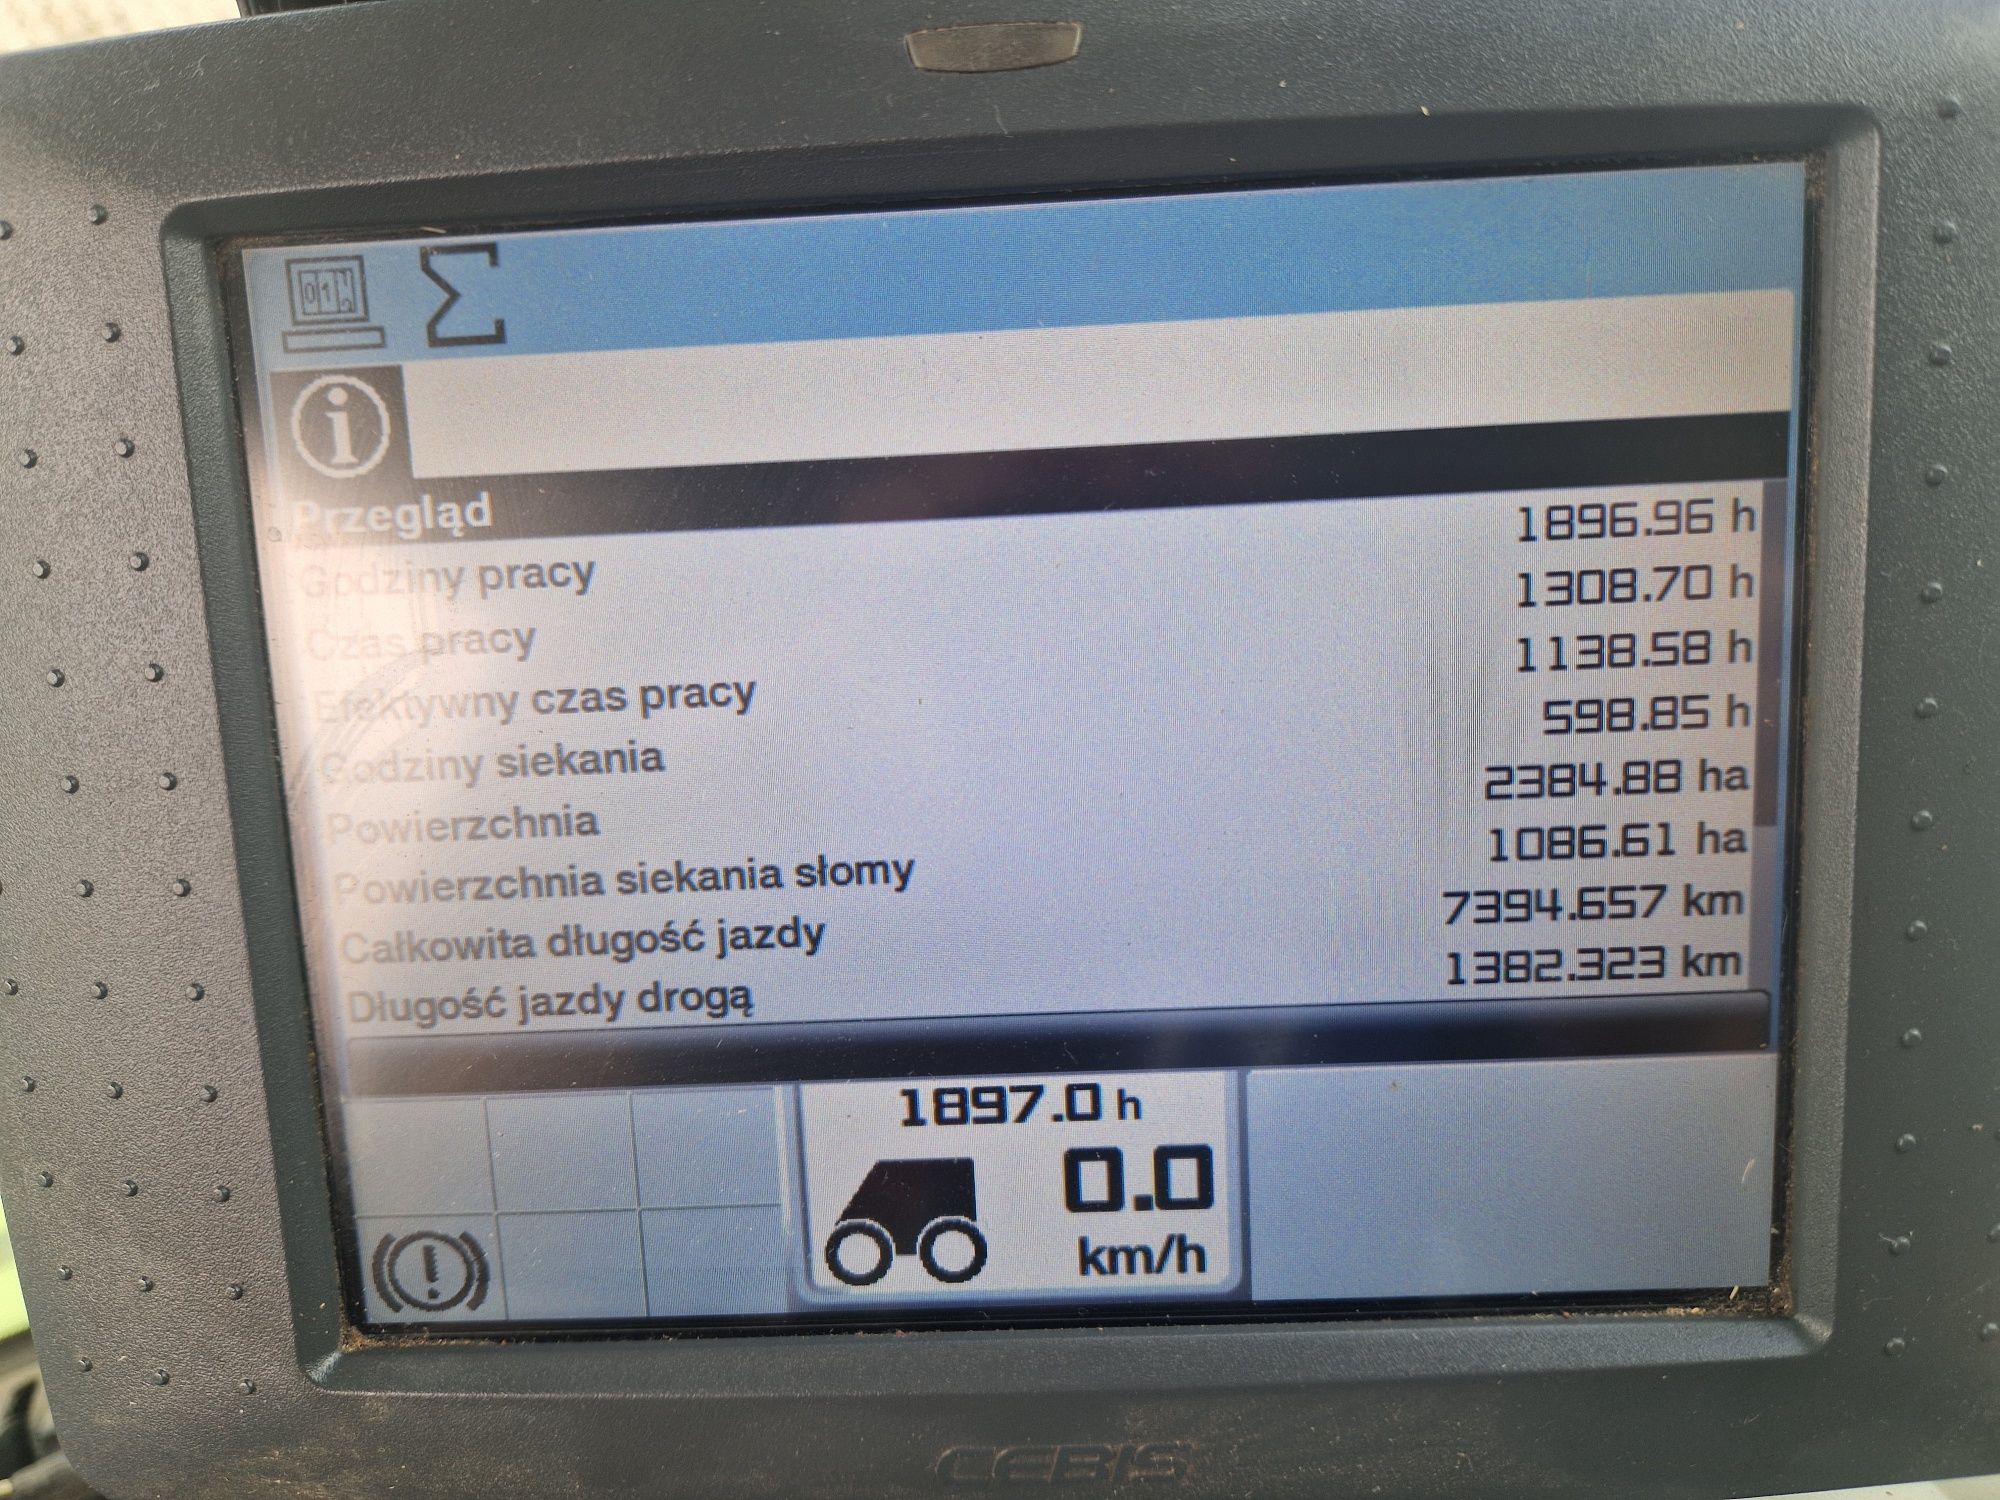 Przegląd
Godziny pracy 1896.96 h
Czas pracy 1308.70 h
Efektywny czas pracy 1138.58 h
Godziny siekania 598.85 h
Powierzchnia 2384.88 ha
Powierzchnia siekania słomy 1086.61 ha
Całkowita długość jazdy 7394.657 km
Długość jazdy drogą 1382.323 km
1897.0 h
0.0
km/h
CEBIS